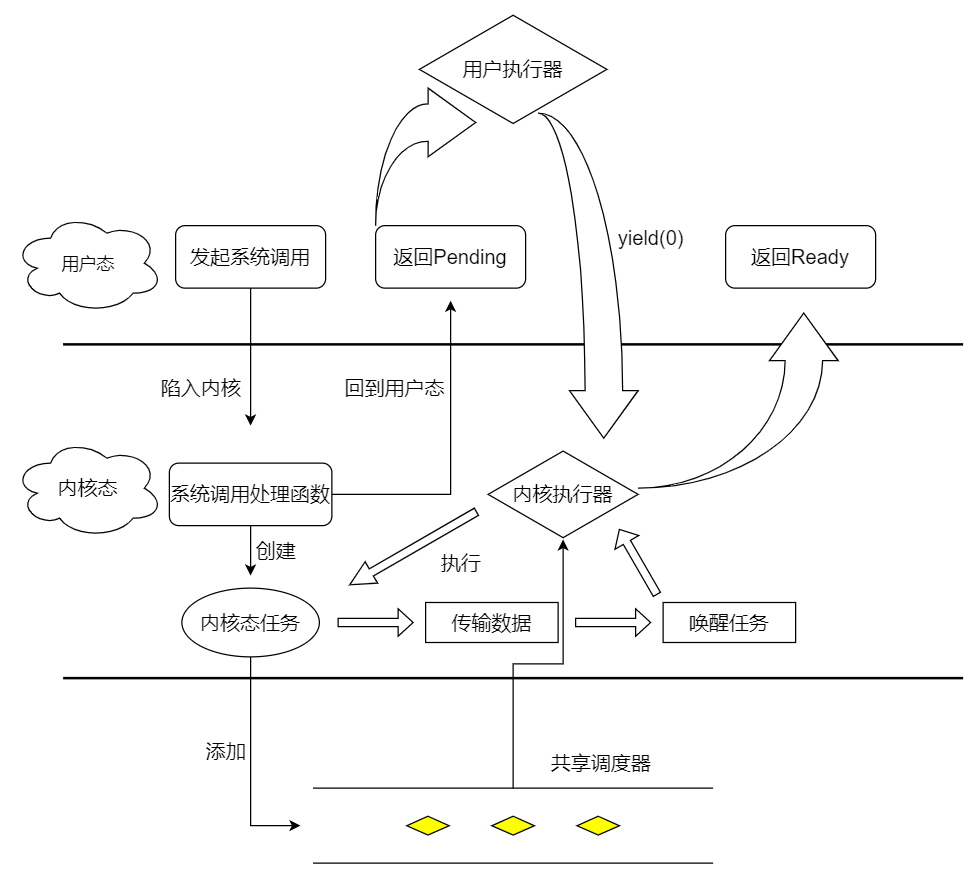 用户执行器
用户态
发起系统调用
返回Pending
yield(0)
返回Ready
陷入内核
回到用户态
内核态
系统调用处理函数
内核执行器
创建
执行
内核态任务
传输数据
唤醒任务
添加
共享调度器